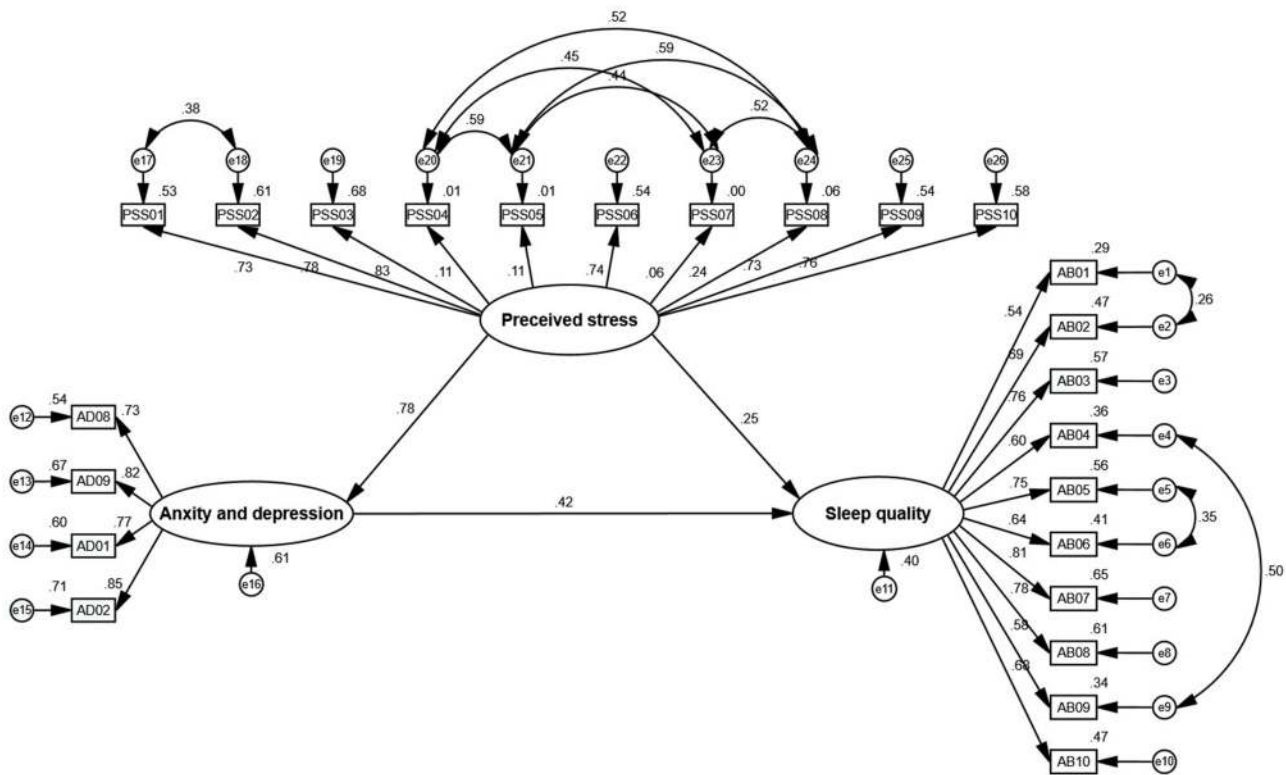 .52
.45
.59
.44
.38
.59
.52
e17
e18
e19
e20
e21
e22
e23
e24
e25
e26
.53
.61
.68
.01
.01
.54
.00
.06
.54
.58
PSS01
PSS02
PSS03
PSS04
PSS05
PSS06
PSS07
PSS08
PSS09
PSS10
.73
.78
.83
.11
.11
.74
.06
.24
.73
.76
Preceived stress
.78
.25
.54
.73
e12
AD08
.67
.82
e13
AD09
.60
.77
e14
AD01
.71
.85
e15
AD02
Anxity and depression
.42
Sleep quality
e16
.61
e11
.40
.29
.54
AB01
e1
.26
.47
.69
AB02
e2
.57
.76
AB03
e3
.36
.60
AB04
e4
.56
.75
AB05
e5
.35
.41
.64
AB06
e6
.50
.65
.81
AB07
e7
.61
.78
AB08
e8
.34
.58
AB09
e9
.47
.68
AB10
e10